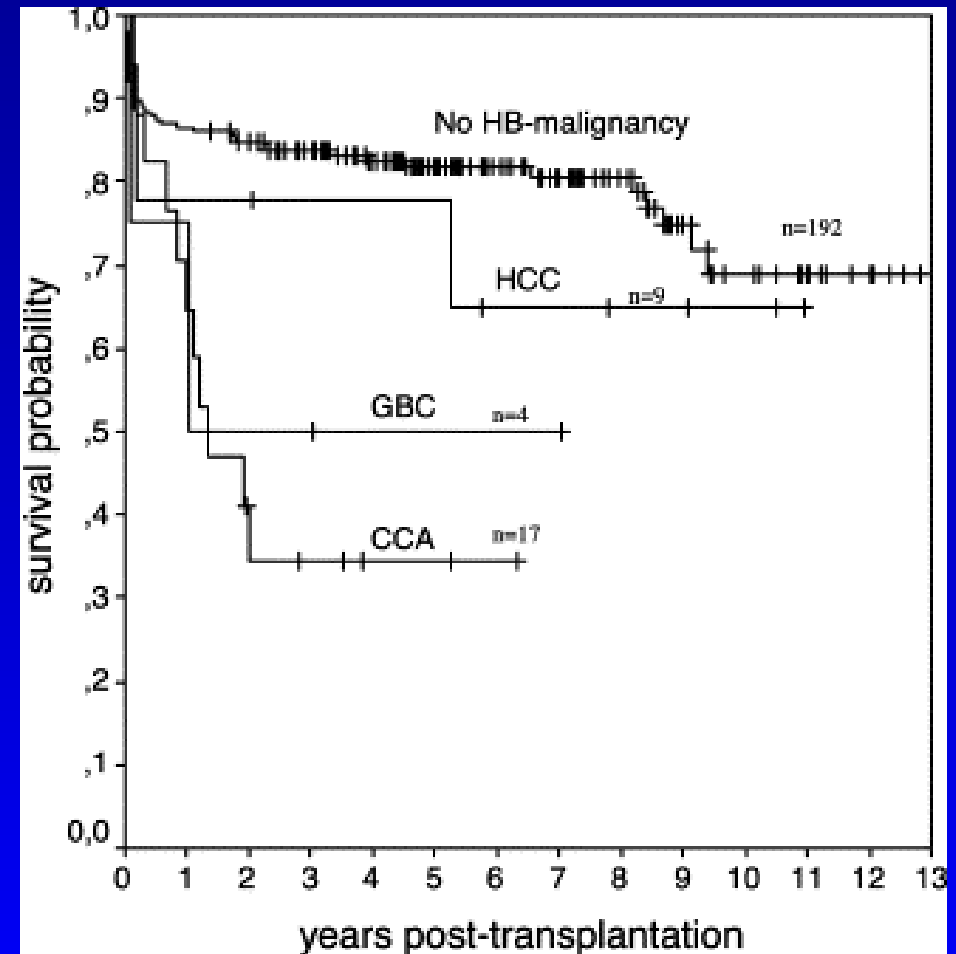 1,0
,9
No HB-malignancy
,8
n=192
,7
HCC
n=9
,6
GBC
n=4
,5
,4
CCA
n=17
,3
,2
,1
0,0
survival probability
0 1 2 3 4 5 6 7 8 9 10 11 12 13
years post-transplantation